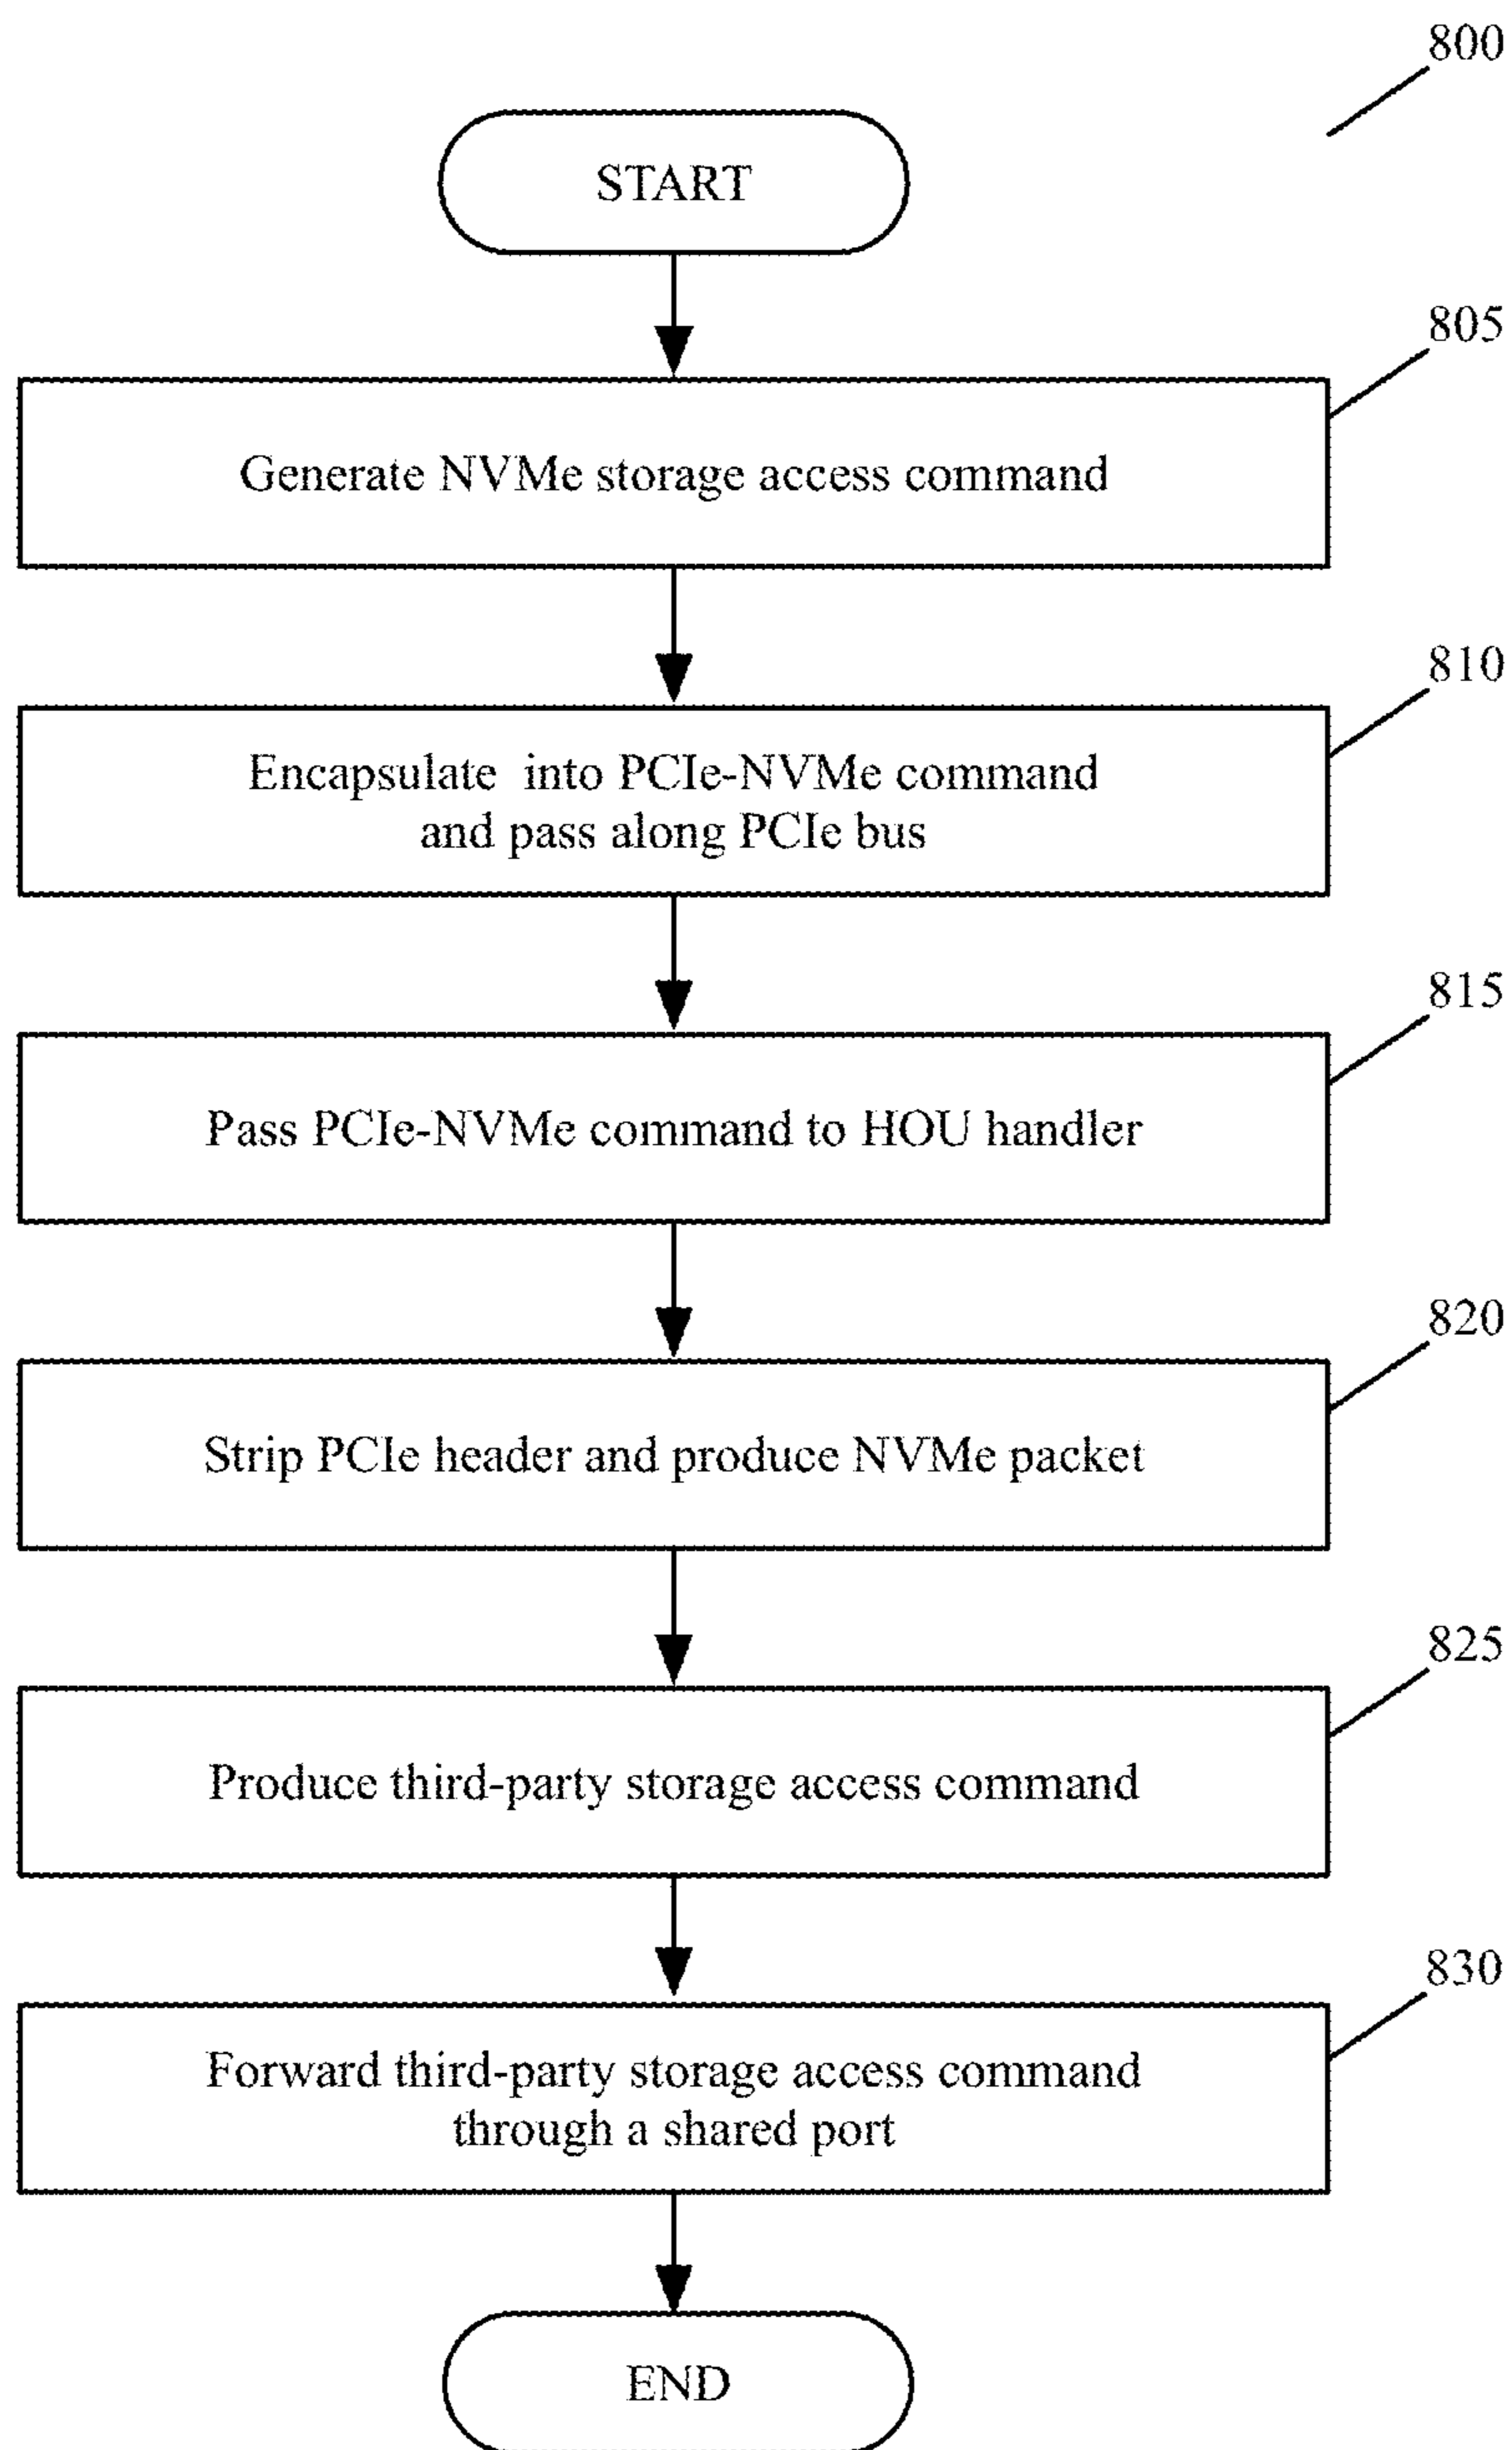 800
START
805
Generate NVMe storage access command
810
Encapsulate into PCIe-NVMe command
and pass along PCIe bus
815
Pass PCIe-NVMe command to HOU handler
820
Strip PCIe header and produce NVMe packet
825
Produce third-party storage access command
830
Forward third-party storage access command
through a shared port
END